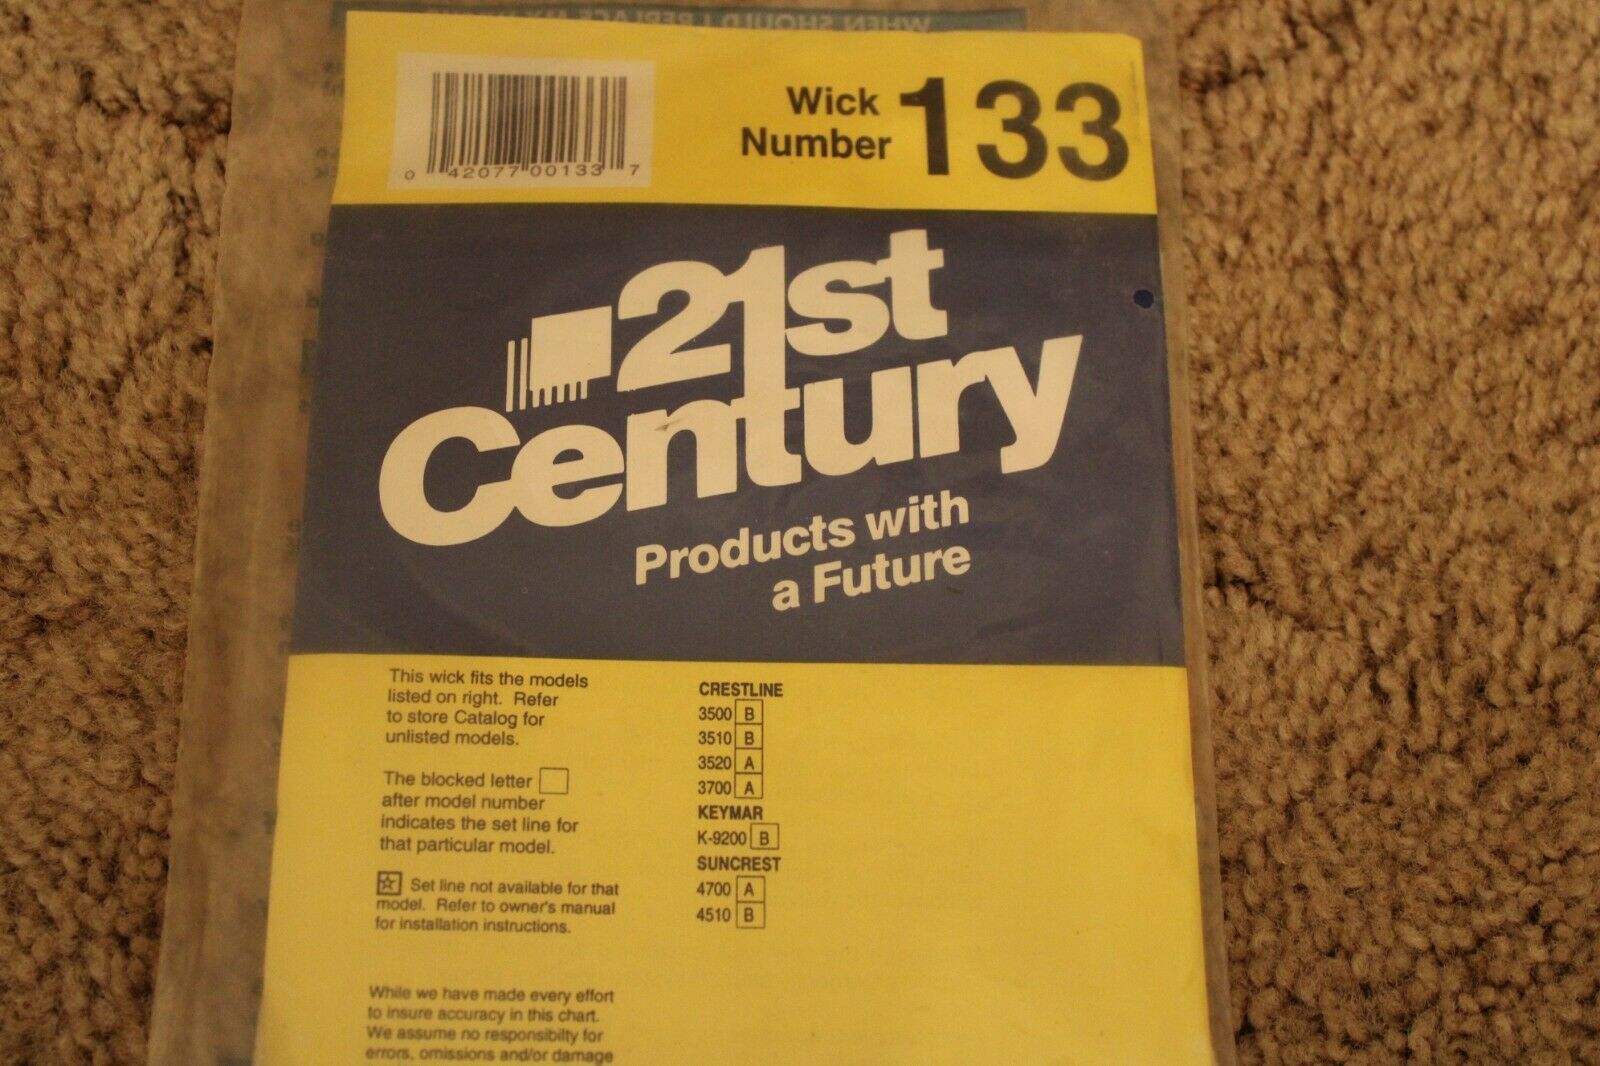 WHEN SHOULD I REPLACE
0 42077 00133 7
Wick
Number 133
21st
Century
Products with
a Future
This wick fits the models
listed on right. Refer
to store Catalog for
unlisted models.
The blocked letter
after model number
indicates the set line for
that particular model.
Set line not available for that
model. Refer to owner's manual
for installation instructions.
While we have made every effort
to insure accuracy in this chart.
We assume no responsibilty for
errors, omissions and/or damage
CRESTLINE
3500 B
3510 B
3520 A
3700 A
KEYMAR
K-9200 B
SUNCREST
4700 A
4510 B